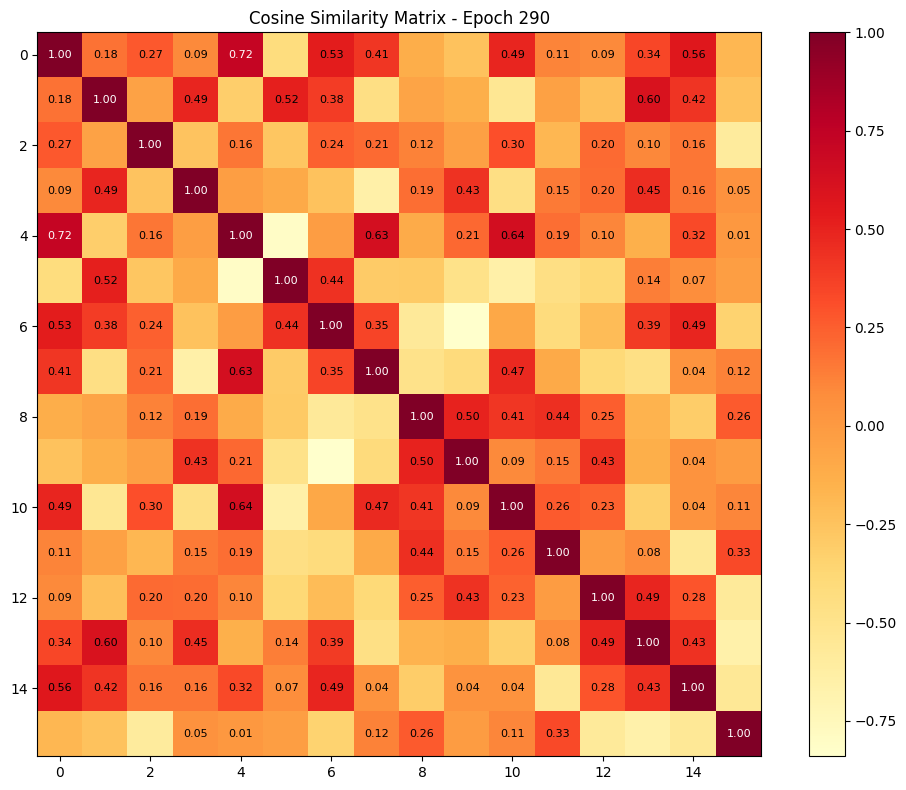 Cosine Similarity Matrix - Epoch 290
0 1.00 0.18 0.27 0.09 0.72 0.53 0.41 0.49 0.11 0.09 0.34 0.56
0.18 1.00 0.49 0.52 0.38 0.60 0.42
2 0.27 1.00 0.16 0.24 0.21 0.12 0.30 0.20 0.10 0.16
0.09 0.49 1.00 0.19 0.43 0.15 0.20 0.45 0.16 0.05
4 0.72 0.16 1.00 0.63 0.21 0.64 0.19 0.10 0.32 0.01
0.52 1.00 0.44 0.14 0.07
6 0.53 0.38 0.24 0.44 1.00 0.35 0.39 0.49
0.41 0.21 0.63 0.35 1.00 0.47 0.04 0.12
8 0.12 0.19 1.00 0.50 0.41 0.44 0.25 0.26
0.43 0.21 0.50 1.00 0.09 0.15 0.43 0.04
10 0.49 0.30 0.64 0.47 0.41 0.09 1.00 0.26 0.23 0.04 0.11
0.11 0.15 0.19 0.44 0.15 0.26 1.00 0.08 0.33
12 0.09 0.20 0.20 0.10 0.25 0.43 0.23 1.00 0.49 0.28
0.34 0.60 0.10 0.45 0.14 0.39 0.08 0.49 1.00 0.43
14 0.56 0.42 0.16 0.16 0.32 0.07 0.49 0.04 0.04 0.04 0.28 0.43 1.00
0.05 0.01 0.12 0.26 0.11 0.33 1.00
0 2 4 6 8 10 12 14
1.00
0.75
0.50
0.25
0.00
−0.25
−0.50
−0.75